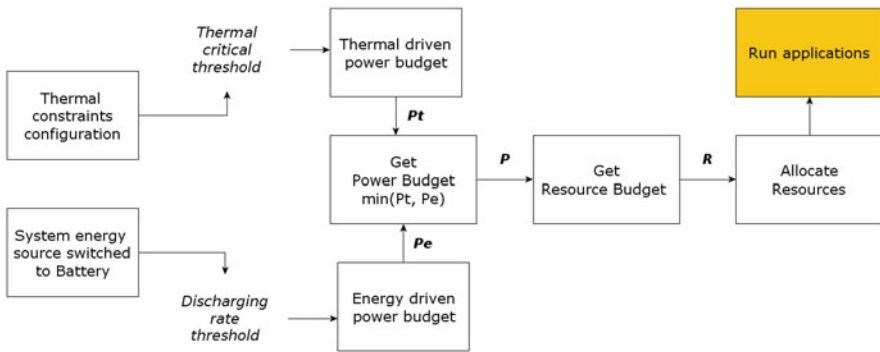 Thermal
critical
threshold
Thermal driven
power budget
Run applications
Thermal
constraints
configuration
Pt
Get
Power Budget
min(Pt, Pe)
P
Get
Resource Budget
R
Allocate
Resources
System energy
source switched
to Battery
Pe
Discharging
rate
threshold
Energy driven
power budget